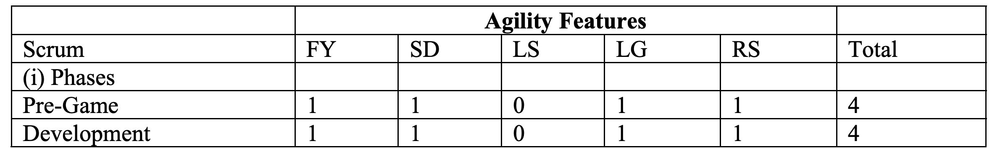 Agility Features
Scrum FY SD LS LG RS Total
(i) Phases
Pre-Game 1 1 0 1 1 4
Development 1 1 0 1 1 4